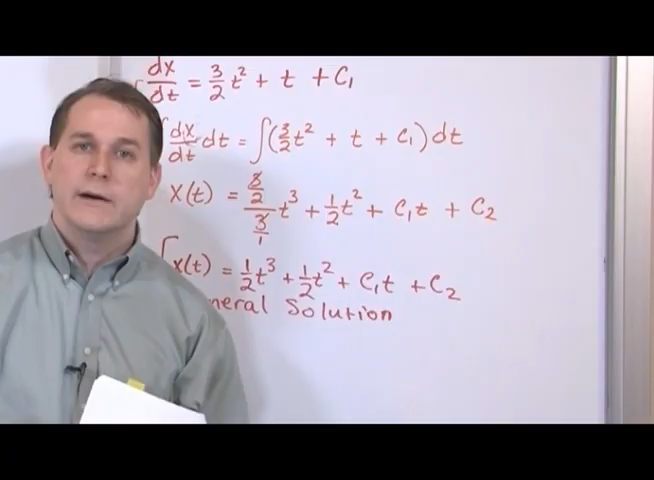 dx/dt = 3/2 t² + t + C₁
∫ dx/dt dt = ∫(3/2 t² + t + C₁) dt
x(t) = (3/2)/(3/1) t³ + 1/2 t² + C₁t + C₂
x(t) = 1/2 t³ + 1/2 t² + C₁t + C₂
Solution